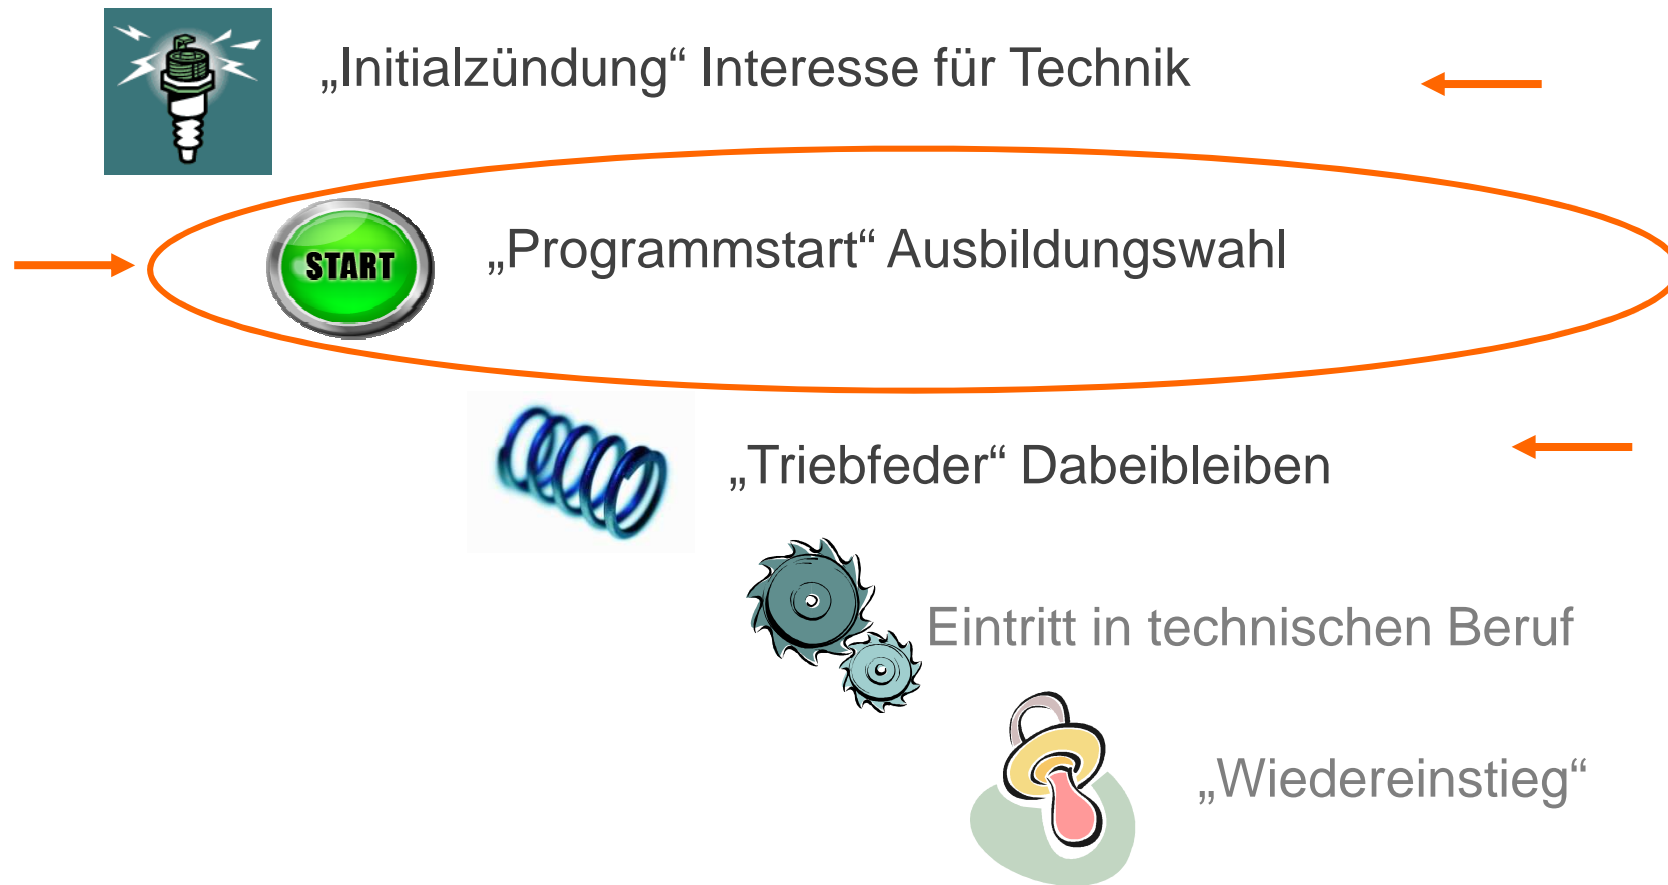 „Initialzündung“ Interesse für Technik
START
„Programmstart“ Ausbildungswahl
„Triebfeder“ Dabeibleiben
Eintritt in technischen Beruf
„Wiedereinstieg“